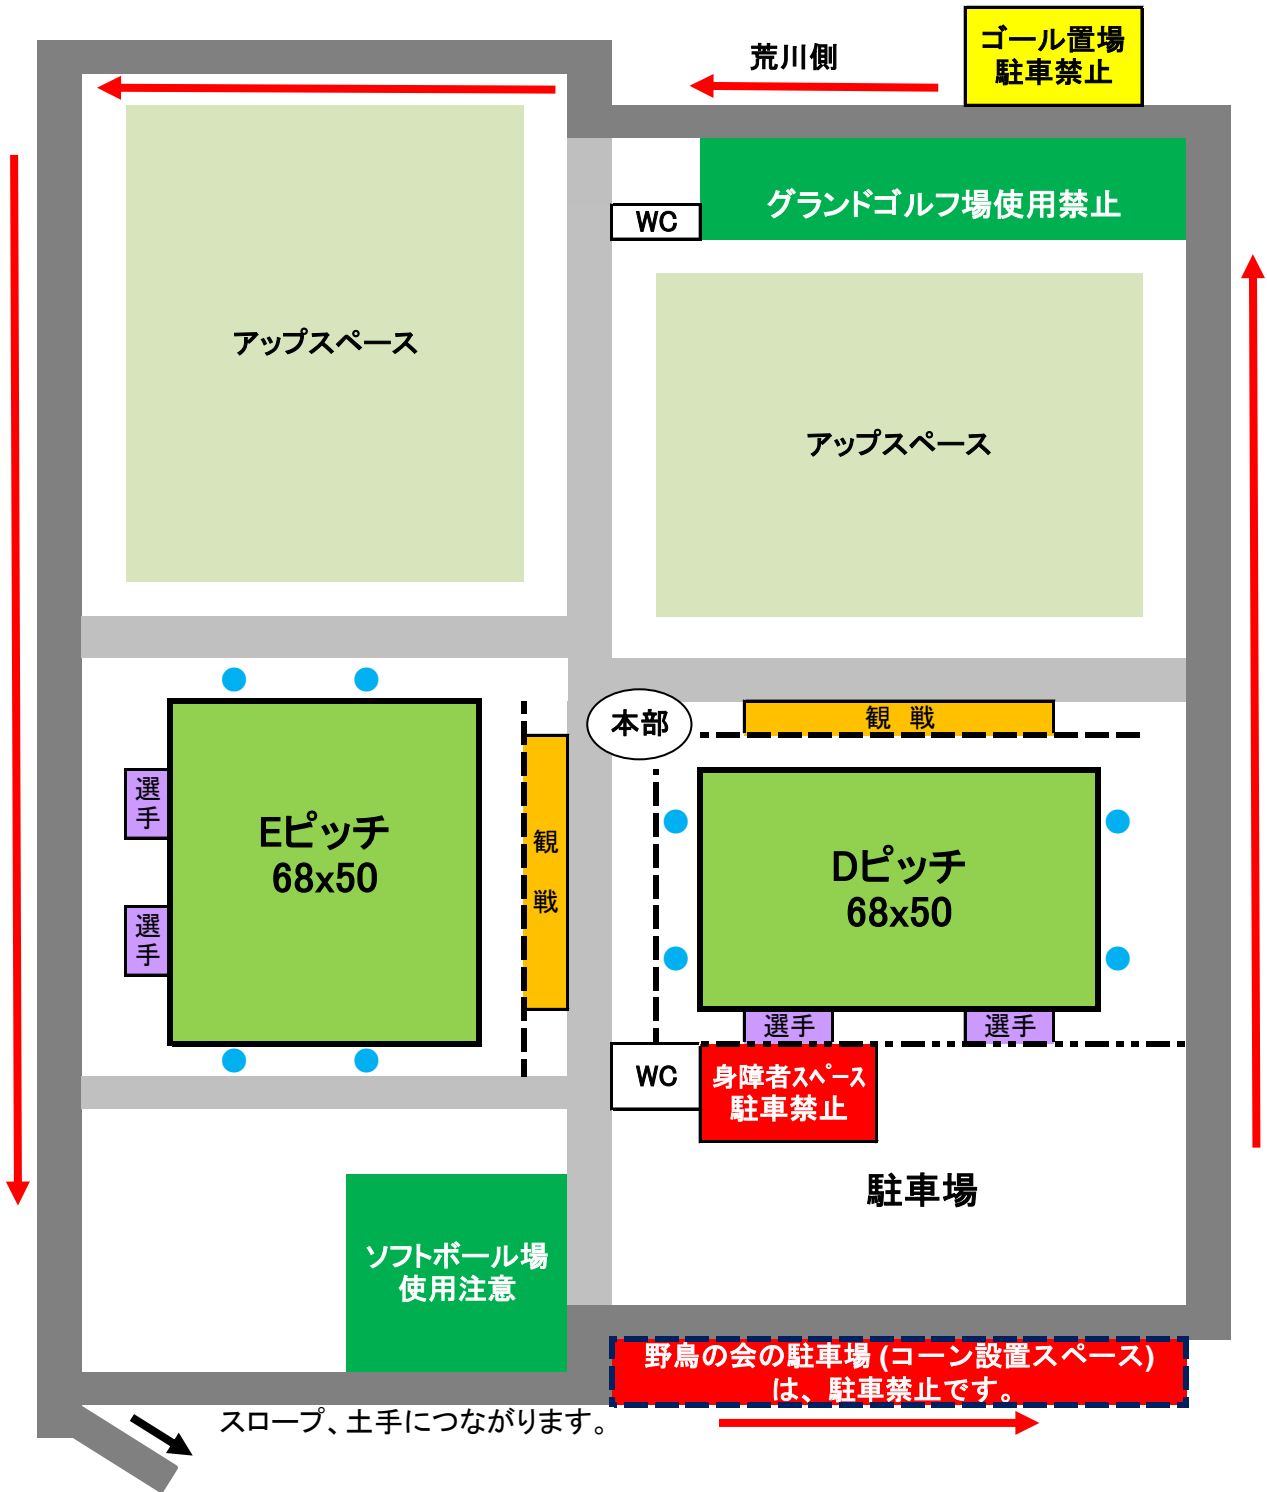 ゴール置場
駐車禁止
荒川側
グランドゴルフ場使用禁止
WC
アップスペース
アップスペース
本部
観　戦
選
手
Eピッチ
68x50
観
戦
Dピッチ
68x50
選
手
選手
選手
WC
身障者ｽﾍﾟｰｽ
駐車禁止
駐車場
ソフトボール場
使用注意
野鳥の会の駐車場 (コーン設置スペース)
は、駐車禁止です。
スロープ、土手につながります。